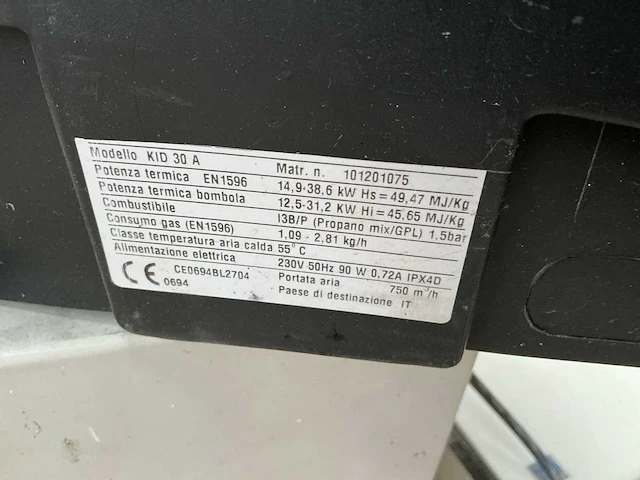 Modello KID 30 A Matr. n. 101201075
Potenza termica EN1596 14,9-38,6 kW Hs=49,47 MJ/Kg
Potenza termica bombola 12,5-31,2 KW Hi=45,65 MJ/Kg
Combustibile I3B/P (Propano mix/GPL) 1.5bar
Consumo gas (EN1596) 1,09 - 2,81 kg/h
Classe temperatura aria calda 55°C
Alimentazione elettrica 230V 50Hz 90 W 0,72A IPX4D
CE CE0694BL2704 Portata aria 750 m³/h
0694 Paese di destinazione IT